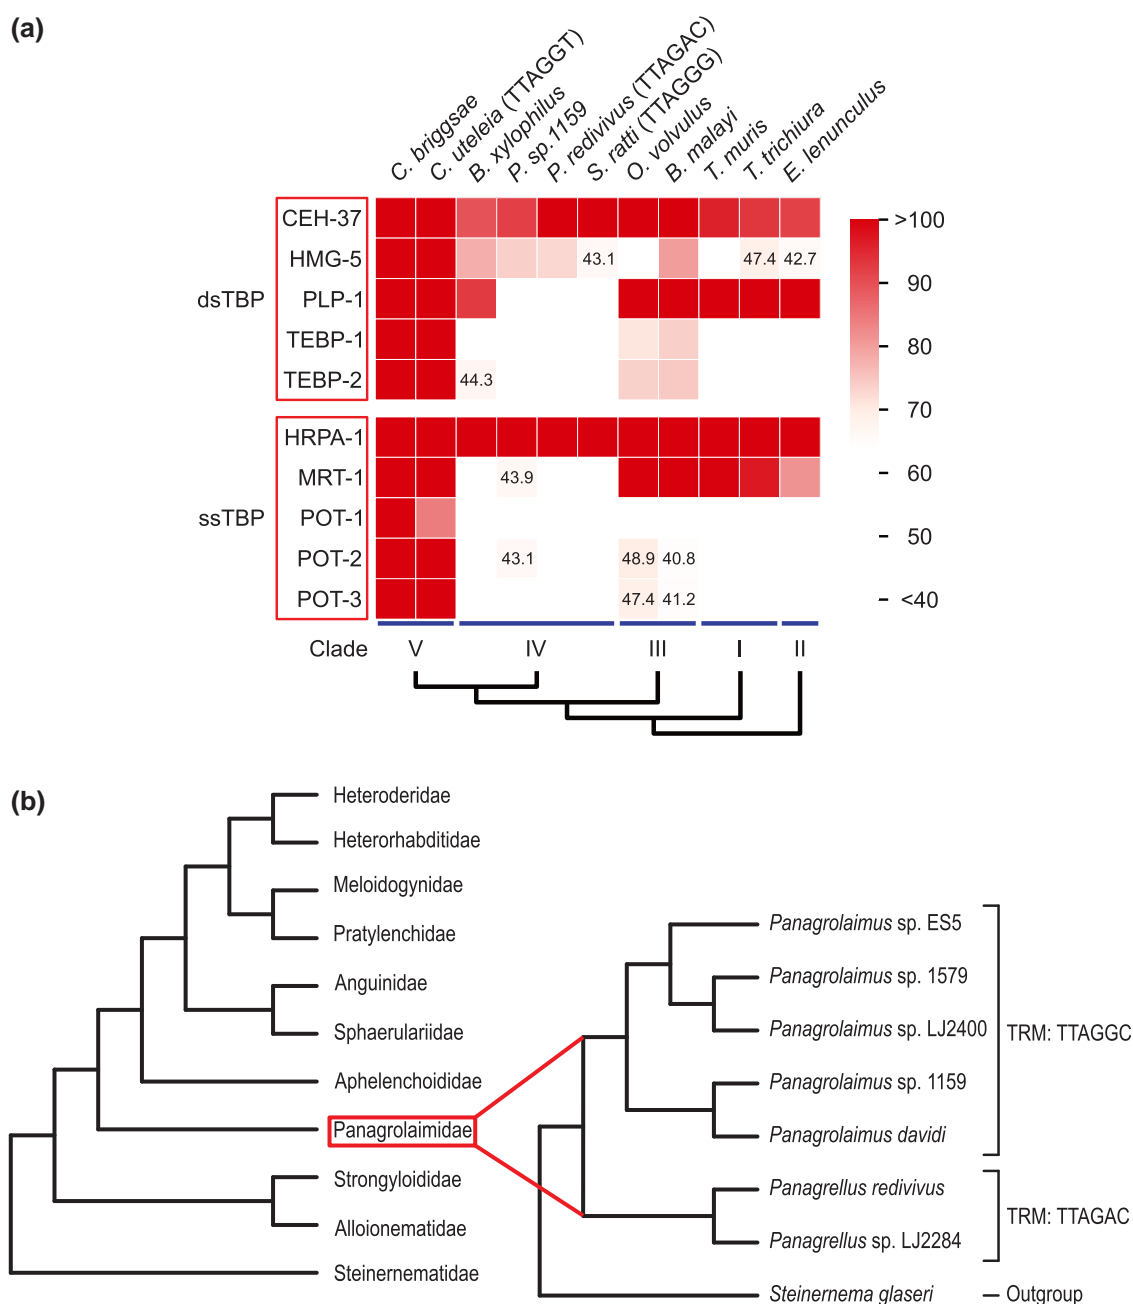 (a)
C. briggsae
C. uteleia (TTAGGT)
B. xylophilus
P. sp.1159
P. redivivus (TTAGAC)
S. ratti (TTAGGG)
O. volvulus
B. malayi
T. muris
T. trichiura
E. lenunculus
dsTBP
CEH-37
HMG-5 43.1 47.4 42.7
PLP-1
TEBP-1
TEBP-2 44.3
ssTBP
HRPA-1
MRT-1 43.9
POT-1
POT-2 43.1 48.9 40.8
POT-3 47.4 41.2
>100
90
80
70
60
50
<40
Clade V IV III I II
(b)
Heteroderidae
Heterorhabditidae
Meloidogynidae
Pratylenchidae
Anguinidae
Sphaerulariidae
Aphelenchoididae
Panagrolaimidae
Strongyloididae
Alloionematidae
Steinernematidae
Panagrolaimus sp. ES5
Panagrolaimus sp. 1579
Panagrolaimus sp. LJ2400
Panagrolaimus sp. 1159
Panagrolaimus davidi
TRM: TTAGGC
Panagrellus redivivus
Panagrellus sp. LJ2284
TRM: TTAGAC
Steinernema glaseri
Outgroup